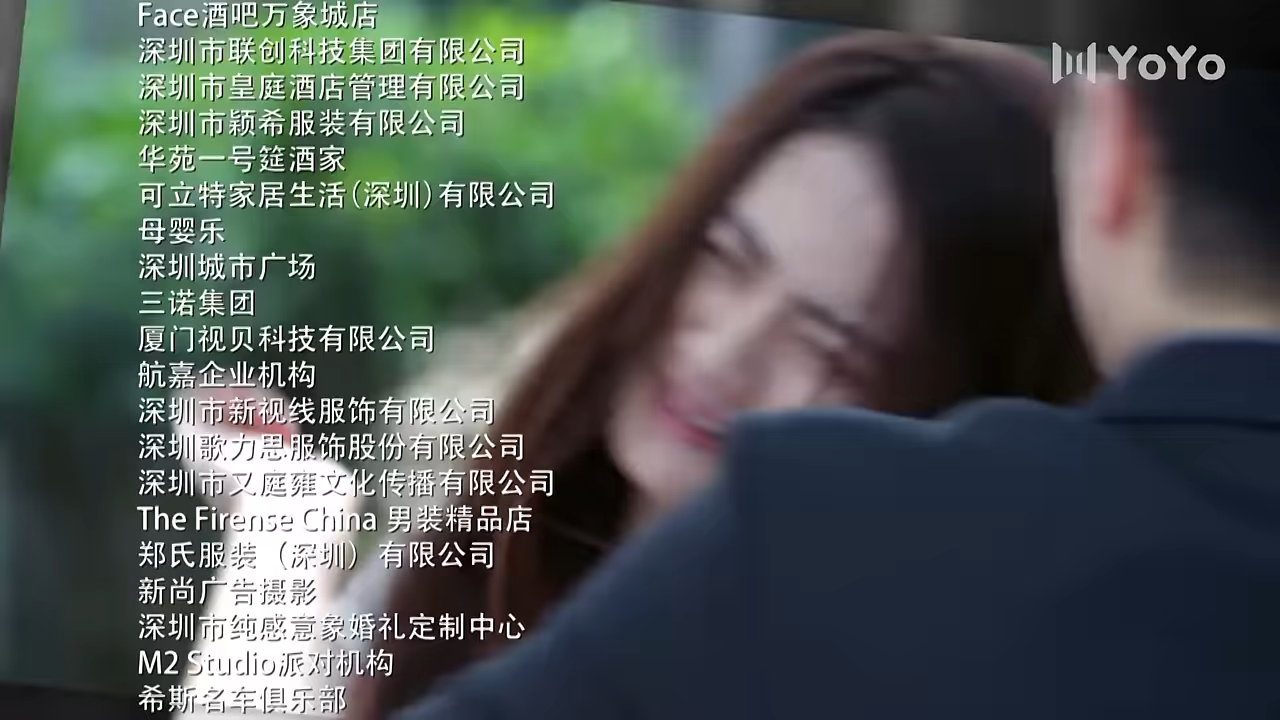 Face酒吧万象城店
深圳市联创科技集团有限公司
深圳市皇庭酒店管理有限公司
深圳市颖希服装有限公司
华苑一号筵酒家
可立特家居生活(深圳)有限公司
母婴乐
深圳城市广场
三诺集团
厦门视贝科技有限公司
航嘉企业机构
深圳市新视线服饰有限公司
深圳歌力思服饰股份有限公司
深圳市又庭雍文化传播有限公司
The Firense China 男装精品店
郑氏服装（深圳）有限公司
新尚广告摄影
深圳市纯感意象婚礼定制中心
M2 Studio派对机构
希斯名车俱乐部
YoYo